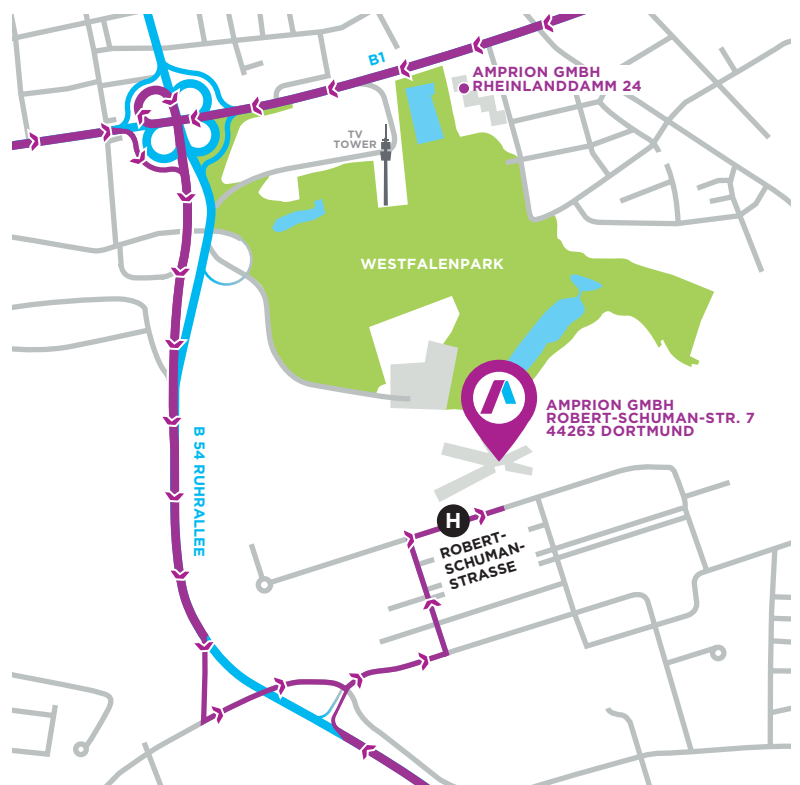 B1
AMPRION GMBH
RHEINLANDDAMM 24
TV
TOWER
WESTFALENPARK
AMPRION GMBH
ROBERT-SCHUMAN-STR. 7
44263 DORTMUND
B 54 RUHRALLEE
H
ROBERT-
SCHUMAN-
STRASSE